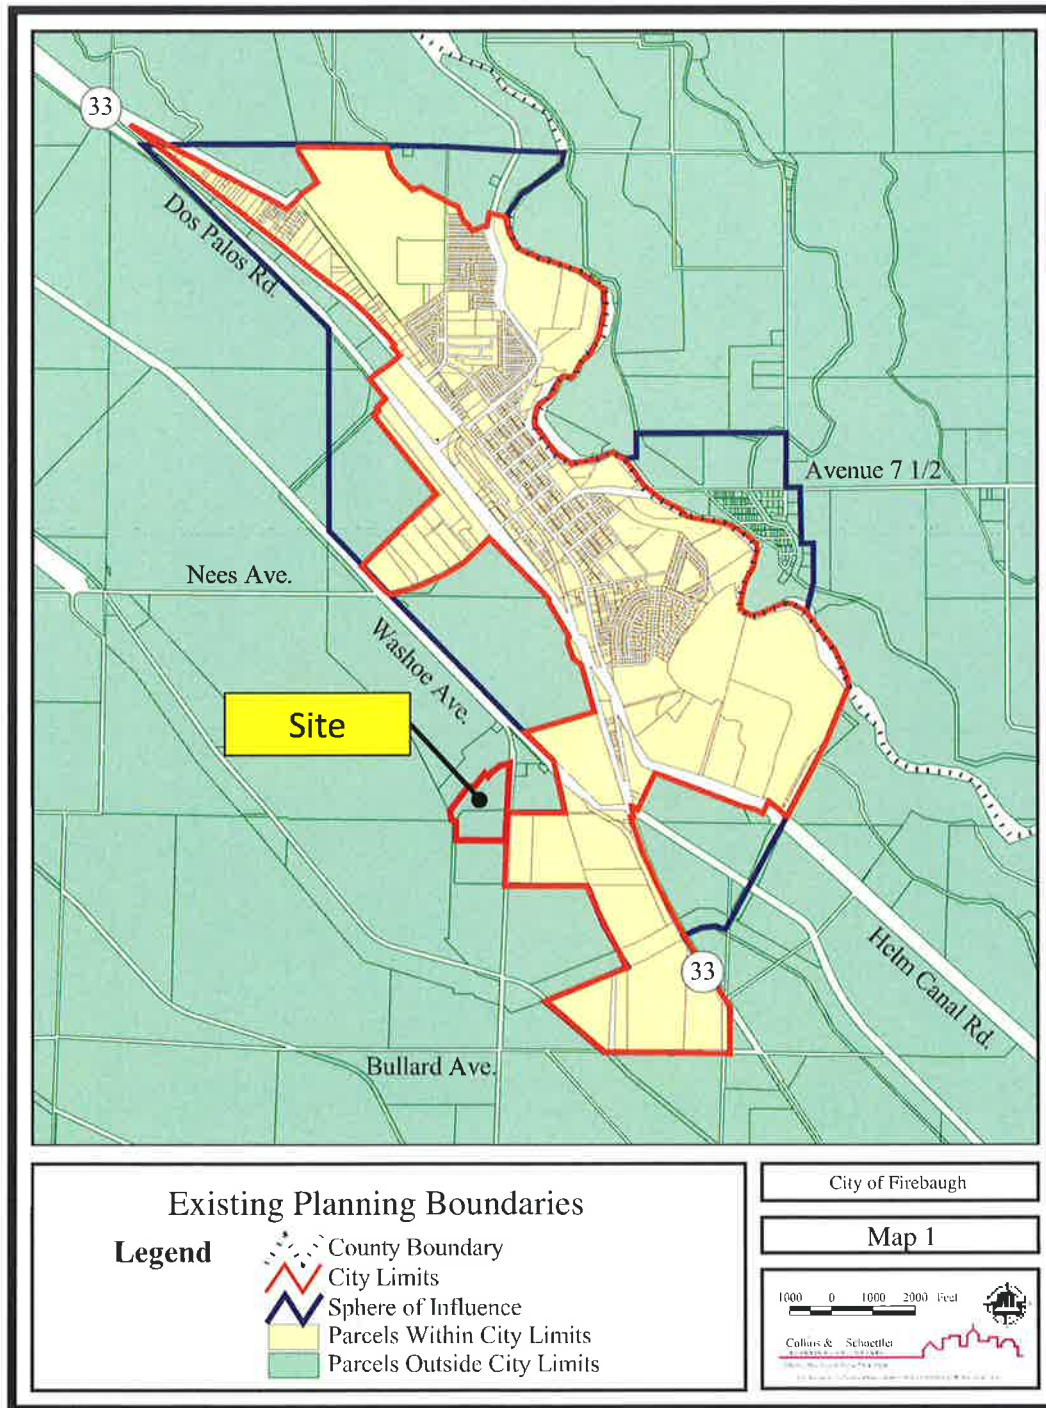 33
Dos Palos Rd.
Avenue 7 1/2
Nees Ave.
Washoe Ave.
Site
33
Helm Canal Rd.
Bullard Ave.
Existing Planning Boundaries
Legend
County Boundary
City Limits
Sphere of Influence
Parcels Within City Limits
Parcels Outside City Limits
City of Firebaugh
Map 1
1000 0 1000 2000 Feet
Collins & Schoettler